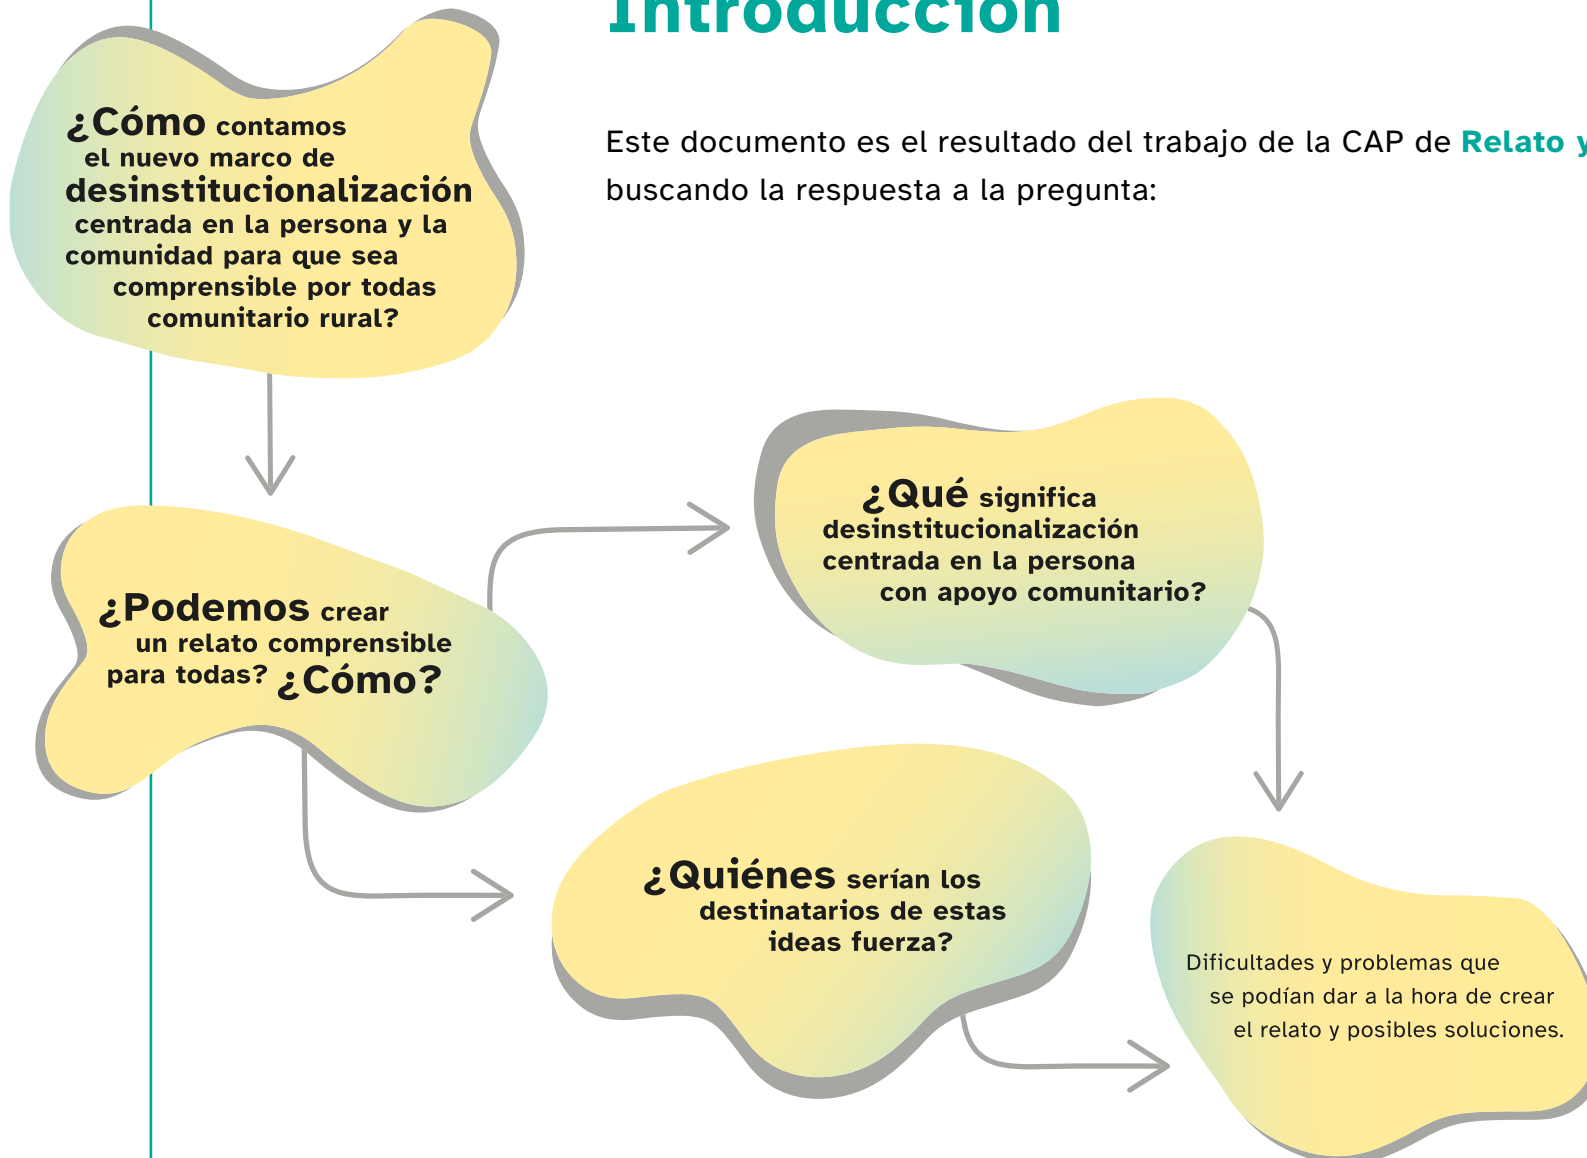 Introducción
Este documento es el resultado del trabajo de la CAP de Relato y
buscando la respuesta a la pregunta:
¿Cómo contamos
el nuevo marco de
desinstitucionalización
centrada en la persona y la
comunidad para que sea
comprensible por todas
comunitario rural?
¿Podemos crear
un relato comprensible
para todas? ¿Cómo?
¿Qué significa
desinstitucionalización
centrada en la persona
con apoyo comunitario?
¿Quiénes serían los
destinatarios de estas
ideas fuerza?
Dificultades y problemas que
se podían dar a la hora de crear
el relato y posibles soluciones.